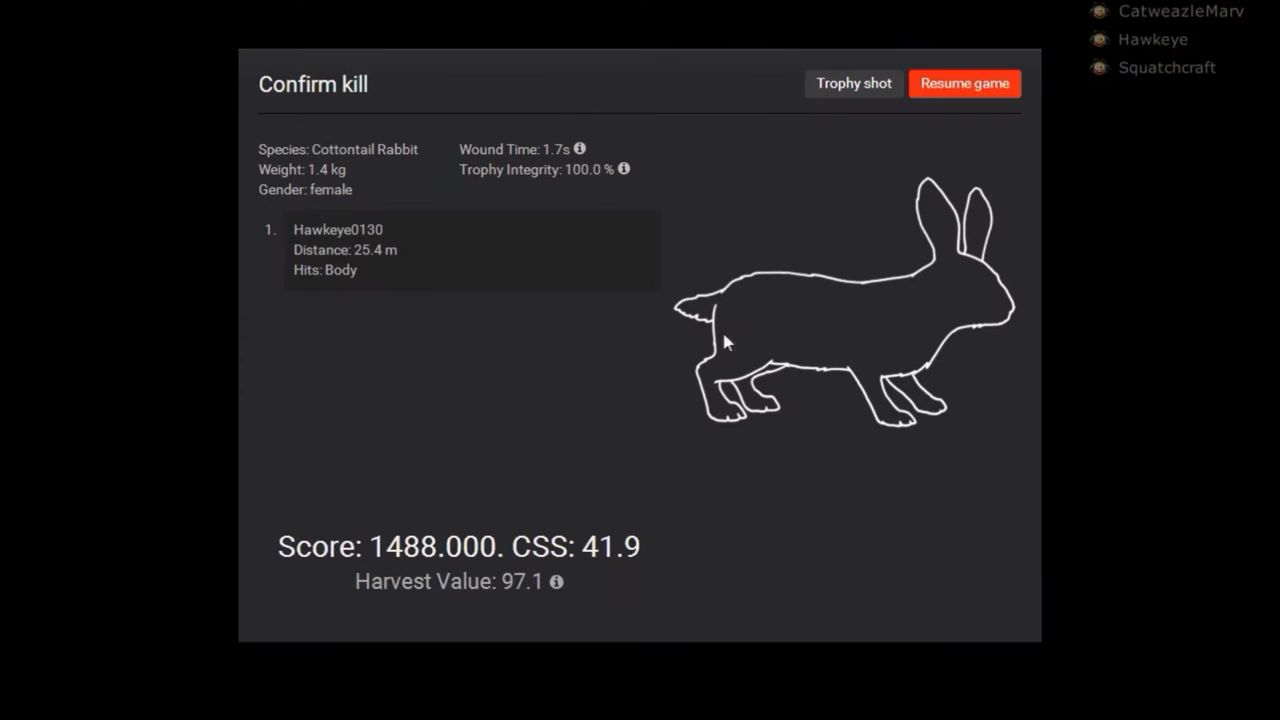 CatweazleMarv
Hawkeye
Squatchcraft
Confirm kill
Trophy shot
Resume game
Species: Cottontail Rabbit
Weight: 1.4 kg
Gender: female
Wound Time: 1.7s
Trophy Integrity: 100.0 %
1. Hawkeye0130
Distance: 25.4 m
Hits: Body
Score: 1488.000. CSS: 41.9
Harvest Value: 97.1